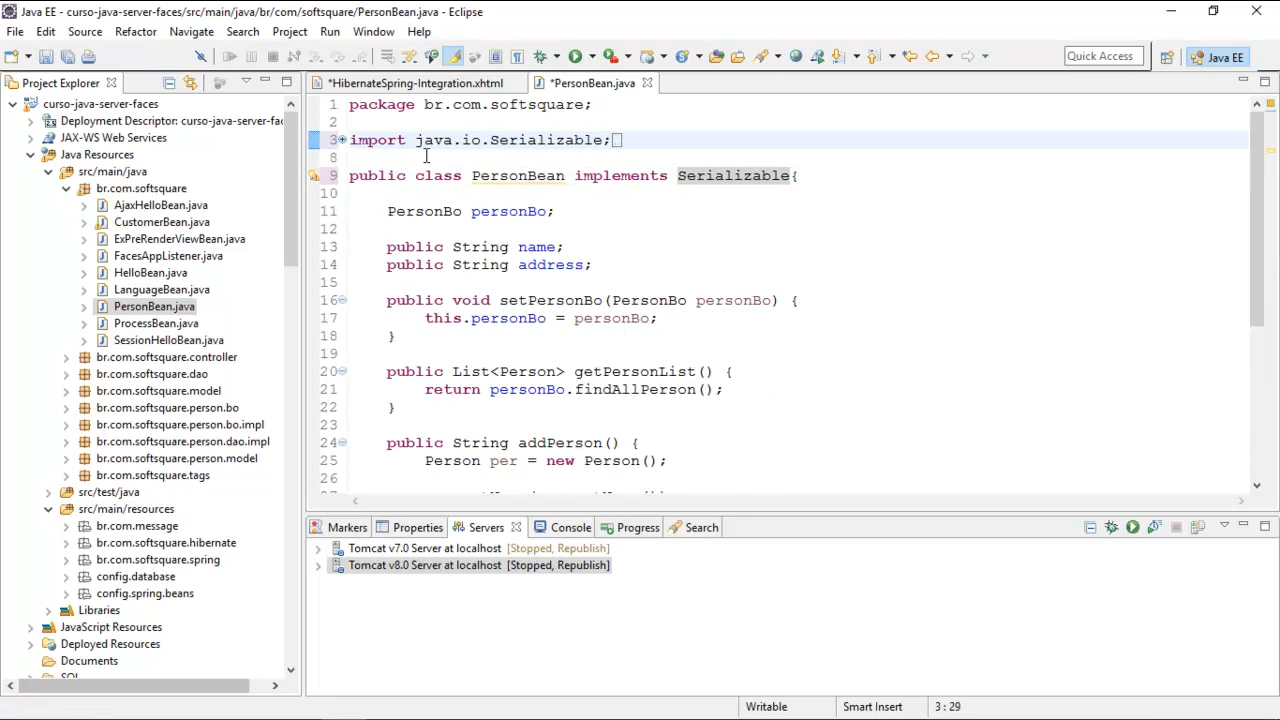 Java EE - curso-java-server-faces/src/main/java/br/com/softsquare/PersonBean.java - Eclipse
File Edit Source Refactor Navigate Search Project Run Window Help
Quick Access
Java EE
Project Explorer
curso-java-server-faces
Deployment Descriptor: curso-java-server-fa
JAX-WS Web Services
Java Resources
src/main/java
br.com.softsquare
AjaxHelloBean.java
CustomerBean.java
ExPreRenderViewBean.java
FacesAppListener.java
HelloBean.java
LanguageBean.java
PersonBean.java
ProcessBean.java
SessionHelloBean.java
br.com.softsquare.controller
br.com.softsquare.dao
br.com.softsquare.model
br.com.softsquare.person.bo
br.com.softsquare.person.bo.impl
br.com.softsquare.person.dao.impl
br.com.softsquare.person.model
br.com.softsquare.tags
src/test/java
src/main/resources
br.com.message
br.com.softsquare.hibernate
br.com.softsquare.spring
config.database
config.spring.beans
Libraries
JavaScript Resources
Deployed Resources
Documents
SQL
*HibernateSpring-Integration.xhtml *PersonBean.java
1 package br.com.softsquare;
2
3 import java.io.Serializable;
8
9 public class PersonBean implements Serializable{
10
11 PersonBo personBo;
12
13 public String name;
14 public String address;
15
16 public void setPersonBo(PersonBo personBo) {
17 this.personBo = personBo;
18 }
19
20 public List<Person> getPersonList() {
21 return personBo.findAllPerson();
22 }
23
24 public String addPerson() {
25 Person per = new Person();
26
Markers Properties Servers Console Progress Search
Tomcat v7.0 Server at localhost [Stopped, Republish]
Tomcat v8.0 Server at localhost [Stopped, Republish]
Writable Smart Insert 3 : 29